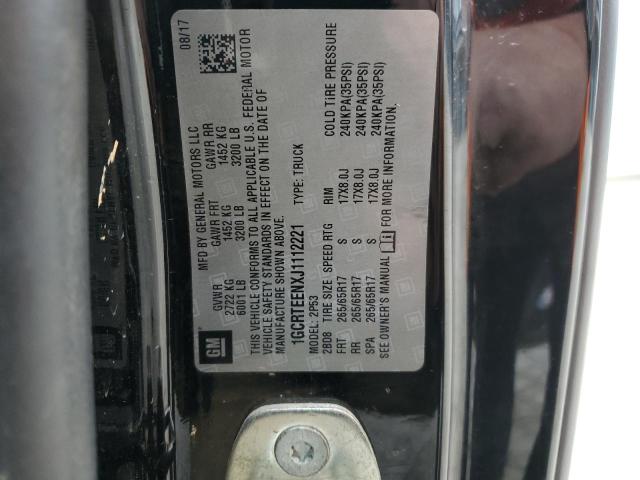 MFD BY GENERAL MOTORS LLC
08/17
GVWR GAWR FRT GAWR RR
2722 KG 1452 KG 1452 KG
6001 LB 3200 LB 3200 LB
THIS VEHICLE CONFORMS TO ALL APPLICABLE U.S. FEDERAL MOTOR
VEHICLE SAFETY STANDARDS IN EFFECT ON THE DATE OF
MANUFACTURE SHOWN ABOVE.
1GCRTEENXJ1112221 TYPE: TRUCK
MODEL: 2P53
2BD8 TIRE SIZE SPEED RTG RIM COLD TIRE PRESSURE
FRT 265/65R17 S 17X8.0J 240KPA(35PSI)
RR 265/65R17 S 17X8.0J 240KPA(35PSI)
SPA 265/65R17 S 17X8.0J 240KPA(35PSI)
SEE OWNER'S MANUAL FOR MORE INFORMATION.
GM